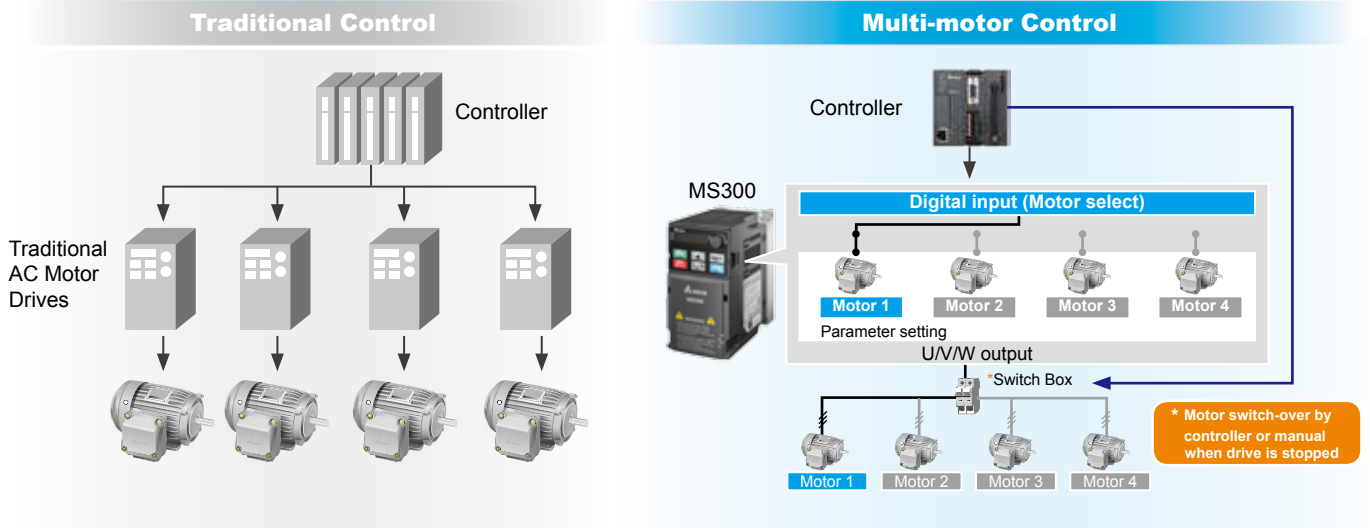 Traditional Control
Controller
Traditional
AC Motor
Drives
Multi-motor Control
Controller
MS300
Digital input (Motor select)
Motor 1
Motor 2
Motor 3
Motor 4
Parameter setting
U/V/W output
*Switch Box
* Motor switch-over by
controller or manual
when drive is stopped
Motor 1
Motor 2
Motor 3
Motor 4